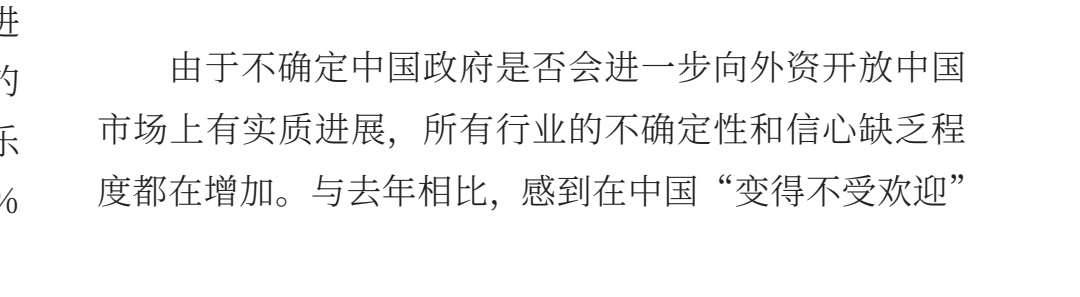 进
的
乐
%
由于不确定中国政府是否会进一步向外资开放中国
市场上有实质进展，所有行业的不确定性和信心缺乏程
度都在增加。与去年相比，感到在中国“变得不受欢迎”